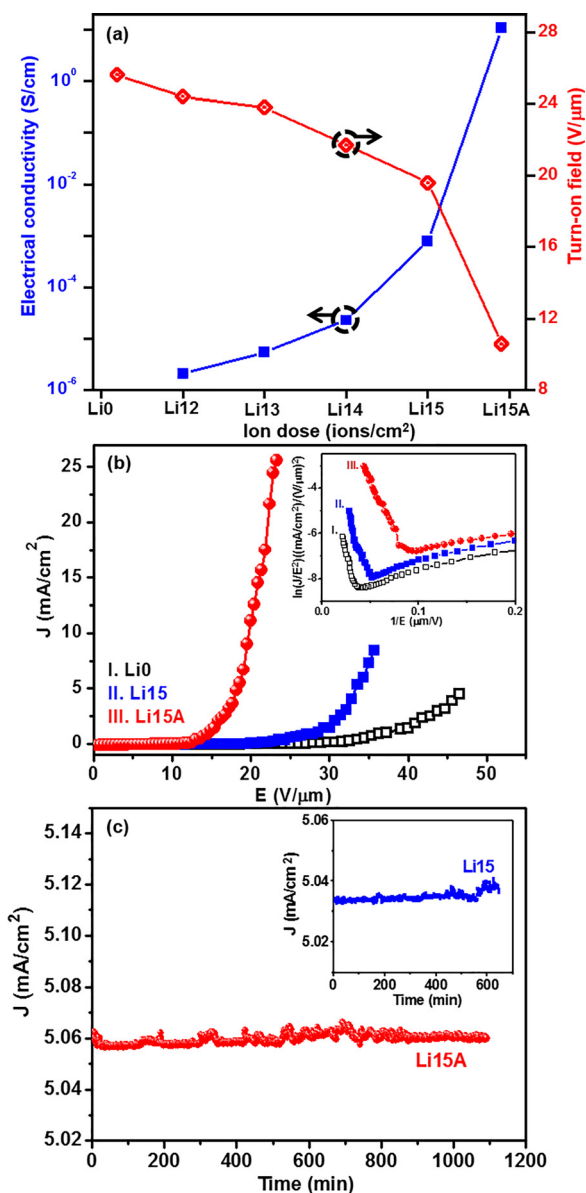 (a)
Electrical conductivity (S/cm)
10⁰
10⁻²
10⁻⁴
10⁻⁶
28
24
20
16
12
8
Turn-on field (V/μm)
Li0 Li12 Li13 Li14 Li15 Li15A
Ion dose (ions/cm²)
(b)
J (mA/cm²)
25
20
15
10
5
0
I. Li0
II. Li15
III. Li15A
0 10 20 30 40 50
E (V/μm)
ln(J/E²)((mA/cm²)/(V/μm)²)
-4
-6
-8
III.
II.
I.
0.0 0.1 0.2
1/E (μm/V)
(c)
J (mA/cm²)
5.14
5.12
5.10
5.08
5.06
5.04
5.02
Li15A
0 200 400 600 800 1000 1200
Time (min)
J (mA/cm²)
5.06
5.04
5.02
Li15
0 200 400 600
Time (min)